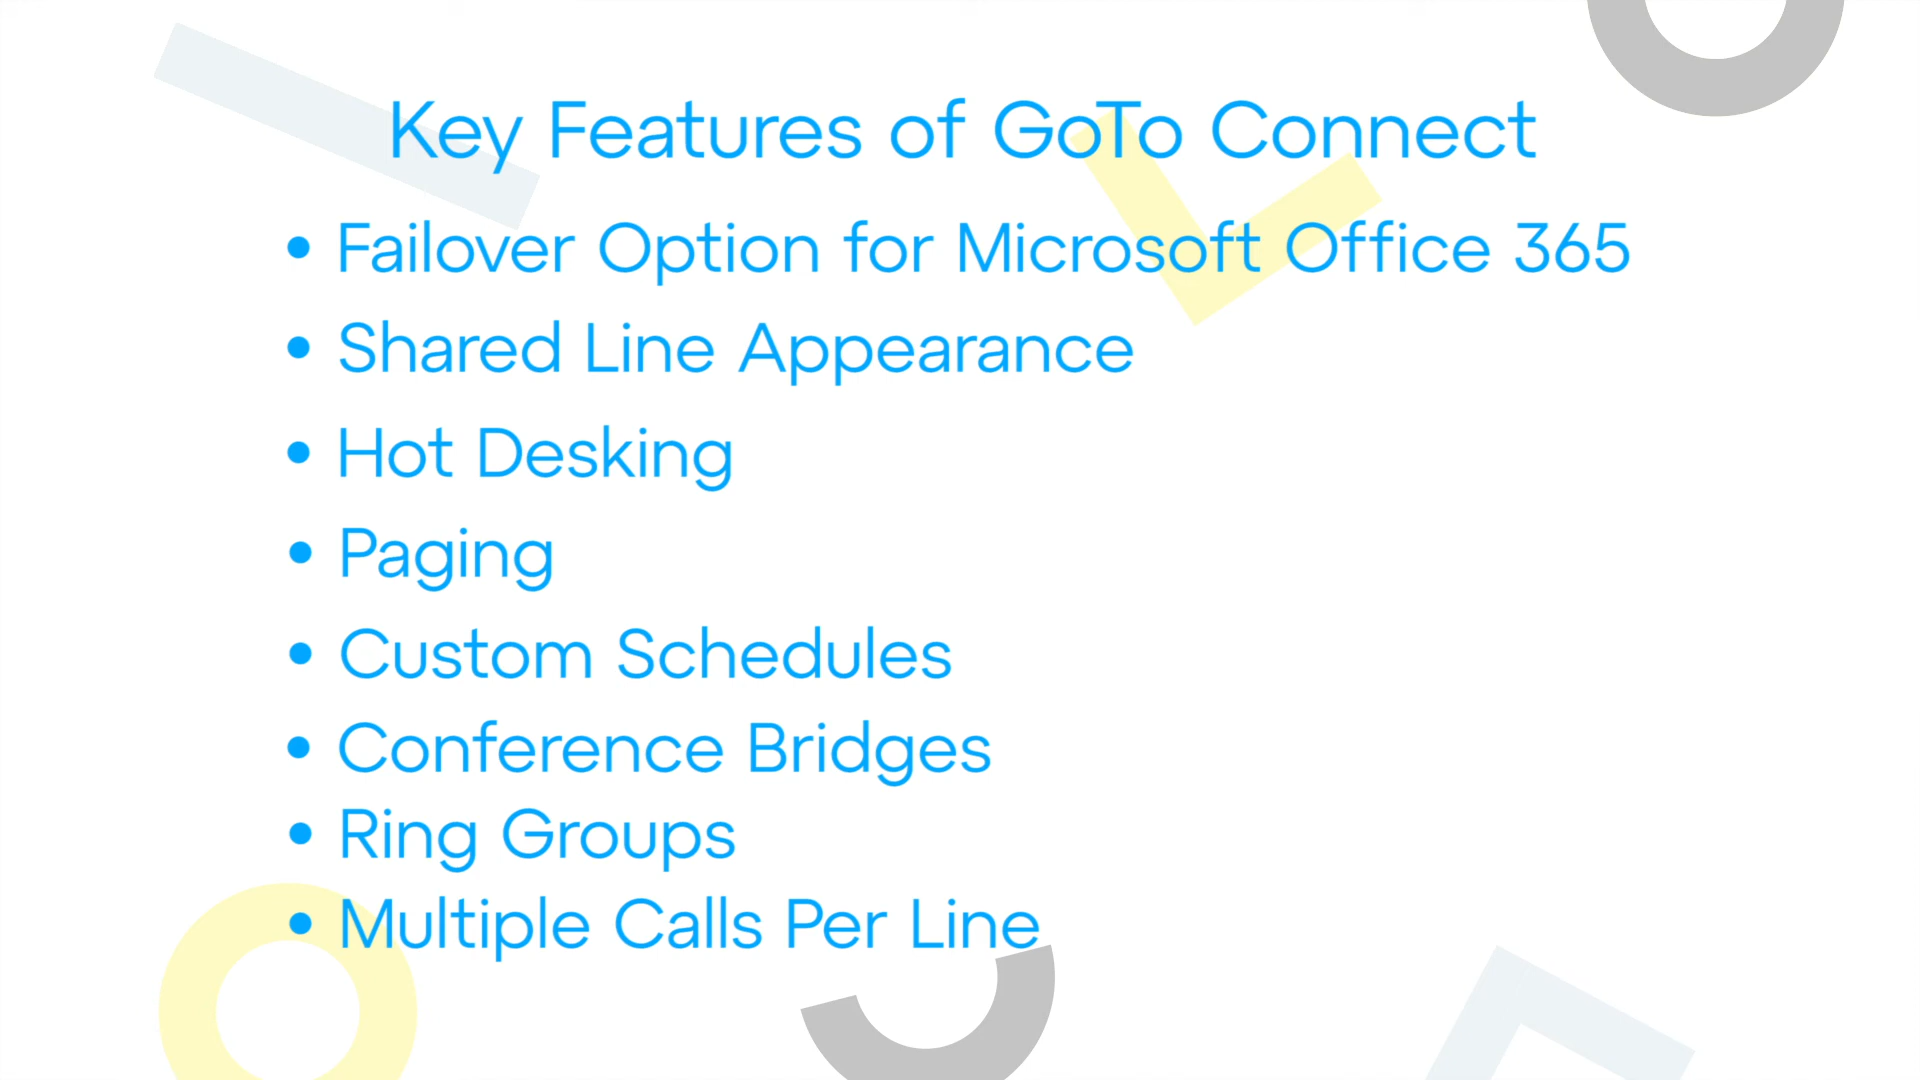 Key Features of GoTo Connect
• Failover Option for Microsoft Office 365
• Shared Line Appearance
• Hot Desking
• Paging
• Custom Schedules
• Conference Bridges
• Ring Groups
• Multiple Calls Per Line